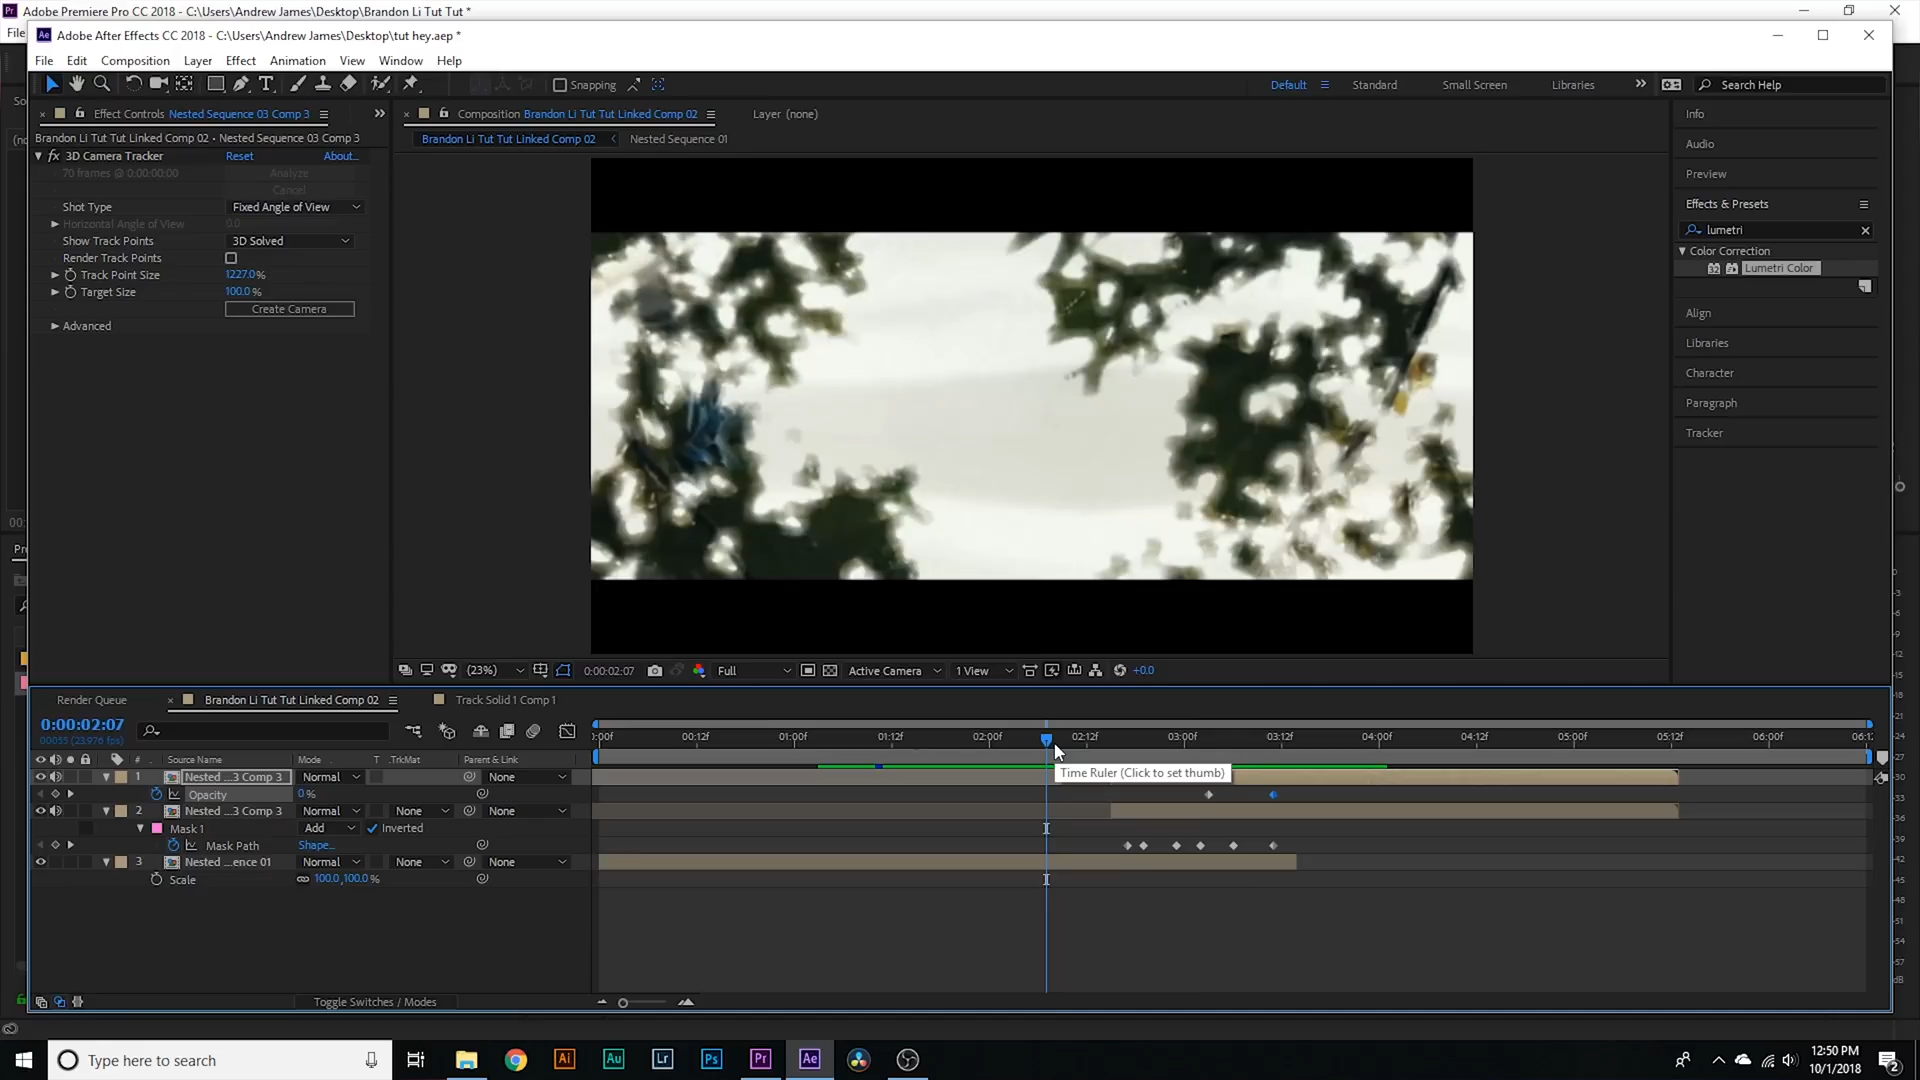 Adobe Premiere Pro CC 2018 - C:\Users\Andrew James\Desktop\Brandon Li Tut Tut *
Adobe After Effects CC 2018 - C:\Users\Andrew James\Desktop\tut hey.aep *
File Edit Composition Layer Effect Animation View Window Help
Snapping Default Standard Small Screen Libraries Search Help
Effect Controls Nested Sequence 03 Comp 3
Composition Brandon Li Tut Tut Linked Comp 02 Layer (none)
Info
Brandon Li Tut Tut Linked Comp 02 • Nested Sequence 03 Comp 3
Brandon Li Tut Tut Linked Comp 02 Nested Sequence 01
Audio
fx 3D Camera Tracker Reset About...
70 frames @ 0:00:00:00 Analyze
Cancel
Preview
Shot Type Fixed Angle of View
Effects & Presets
Horizontal Angle of View 0.0
lumetri
Show Track Points 3D Solved
Color Correction
Render Track Points
Lumetri Color
Track Point Size 1227.0 %
Target Size 100.0 %
Create Camera
Align
Advanced
Libraries
Character
Paragraph
Tracker
(23%) 0:00:02:07 Full Active Camera 1 View +0.0
Render Queue Brandon Li Tut Tut Linked Comp 02 Track Solid 1 Comp 1
0:00:02:07
00055 (23.976 fps)
:00f 00:12f 01:00f 01:12f 02:00f 02:12f 03:00f 03:12f 04:00f 04:12f 05:00f 05:12f 06:00f 06:1
# Source Name Mode T .TrkMat Parent & Link
Time Ruler (Click to set thumb)
1 Nested ...3 Comp 3 Normal None
Opacity 0 %
2 Nested ...3 Comp 3 Normal None None
Mask 1 Add Inverted
Mask Path Shape...
3 Nested ...ence 01 Normal None None
Scale 100.0,100.0 %
Toggle Switches / Modes
Type here to search
Ai Au Lr Ps Pr Ae
12:50 PM
10/1/2018
2